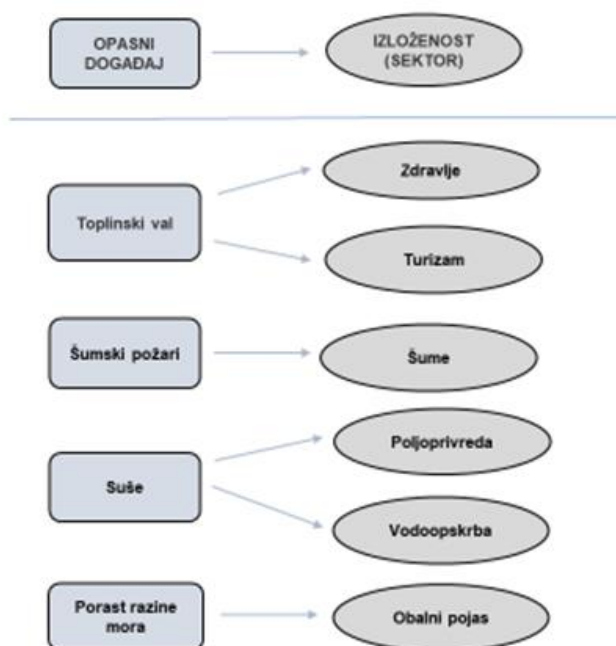 OPASNI
DOGAĐAJ
IZLOŽENOST
(SEKTOR)
Toplinski val
Zdravlje
Turizam
Šumski požari
Šume
Suše
Poljoprivreda
Vodoopskrba
Porast razine
mora
Obalni pojas